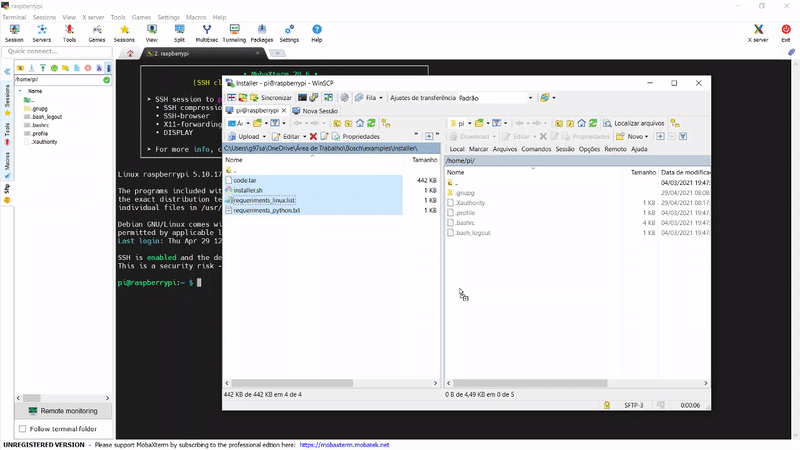 raspberrypi
Terminal Sessions View X server Tools Games Settings Macros Help
Session Servers Tools Games Sessions View Split MultiExec Tunneling Packages Settings Help X server Exit
Quick connect...
2. raspberrypi
/home/pi/
Name
..
.gnupg
.bash_logout
.bashrc
.profile
.Xauthority
Sessions
Tools
Macros
Sftp
• MobaXterm 20.6 •
(SSH cl
▸ SSH session to p
• SSH compression
• SSH-browser
• X11-forwarding
• DISPLAY
▸ For more info, c
Linux raspberrypi 5.10.17
The programs included wit
the exact distribution te
individual files in /usr/
Debian GNU/Linux comes wi
permitted by applicable l
Last login: Thu Apr 29 12
SSH is enabled and the de
This is a security risk -
pi@raspberrypi:~ $
Installer - pi@raspberrypi - WinSCP
Sincronizar Fila Ajustes de transferência Padrão
pi@raspberrypi Nova Sessão
Upload Editar Propriedades
C:\Users\g97sa\OneDrive\Área de Trabalho\Bosch\examples\Installer\
Nome Tamanho
..
code.tar 442 KB
installer.sh 1 KB
requeriments_linux.list 1 KB
requeriments_python.txt 1 KB
442 KB de 442 KB em 4 de 4
pi Localizar arquivos
Download Editar Propriedades Novo
Local Marcar Arquivos Comandos Sessão Opções Remoto Ajuda
/home/pi/
Nome Tamanho Data de modificaç
.. 04/03/2021 19:47:
.gnupg 29/04/2021 08:08:
.Xauthority 1 KB 29/04/2021 08:17:
.profile 1 KB 04/03/2021 19:47:
.bashrc 4 KB 04/03/2021 19:47:
.bash_logout 1 KB 04/03/2021 19:47:
0 B de 4,49 KB em 0 de 5
SFTP-3 0:00:06
Remote monitoring
Follow terminal folder
UNREGISTERED VERSION - Please support MobaXterm by subscribing to the professional edition here: https://mobaxterm.mobatek.net